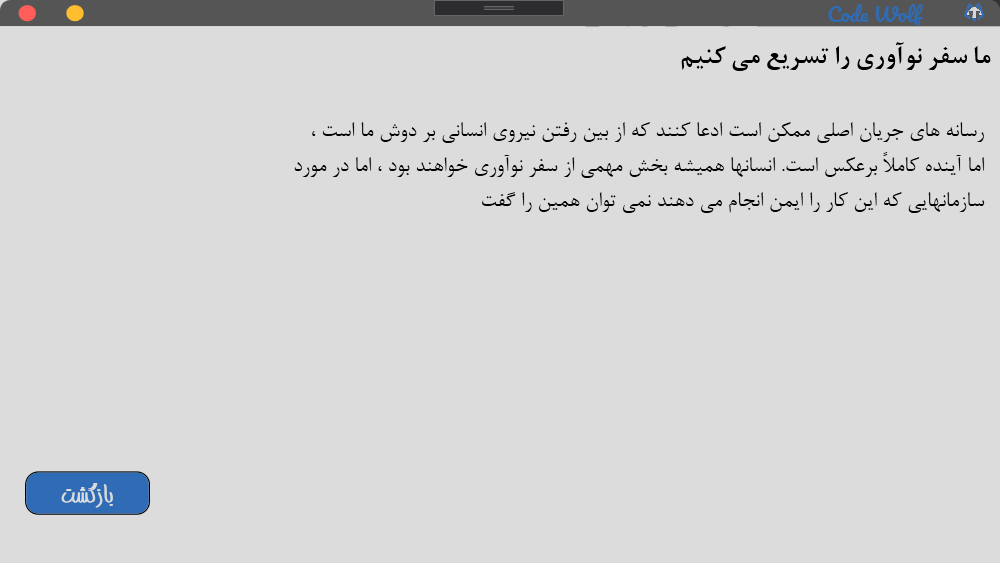 Code Wolf
ما سفر نوآوری را تسریع می کنیم
رسانه های جریان اصلی ممکن است ادعا کنند که از بین رفتن نیروی انسانی بر دوش ما است ،
اما آینده کاملاً برعکس است. انسانها همیشه بخش مهمی از سفر نوآوری خواهند بود ، اما در مورد
سازمانهایی که این کار را ایمن انجام می دهند نمی توان همین را گفت
بازگشت